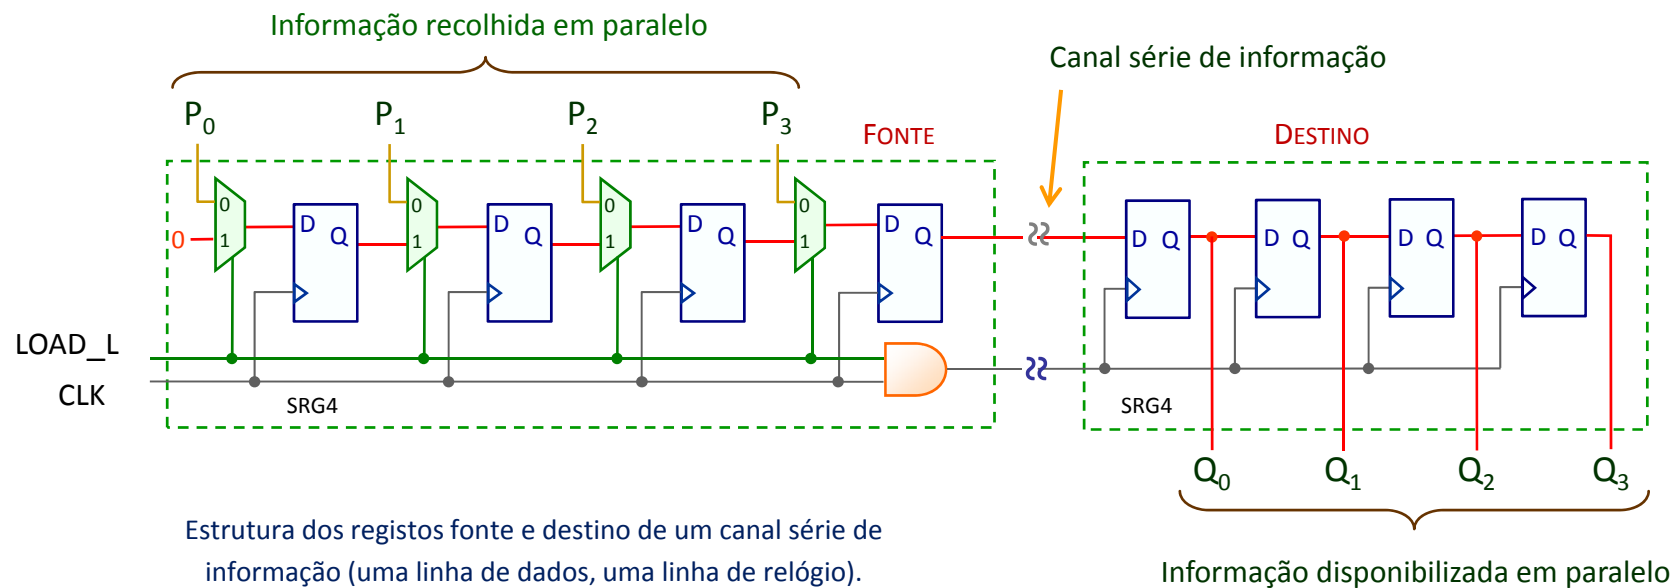 Informação recolhida em paralelo
Canal série de informação
P0 P1 P2 P3
FONTE DESTINO
0 0 0 0
D D D D D D D D
Q Q Q Q Q Q Q Q
0 1 1 1 1
LOAD_L
CLK
SRG4 SRG4
Q0 Q1 Q2 Q3
Estrutura dos registos fonte e destino de um canal série de
informação (uma linha de dados, uma linha de relógio).
Informação disponibilizada em paralelo